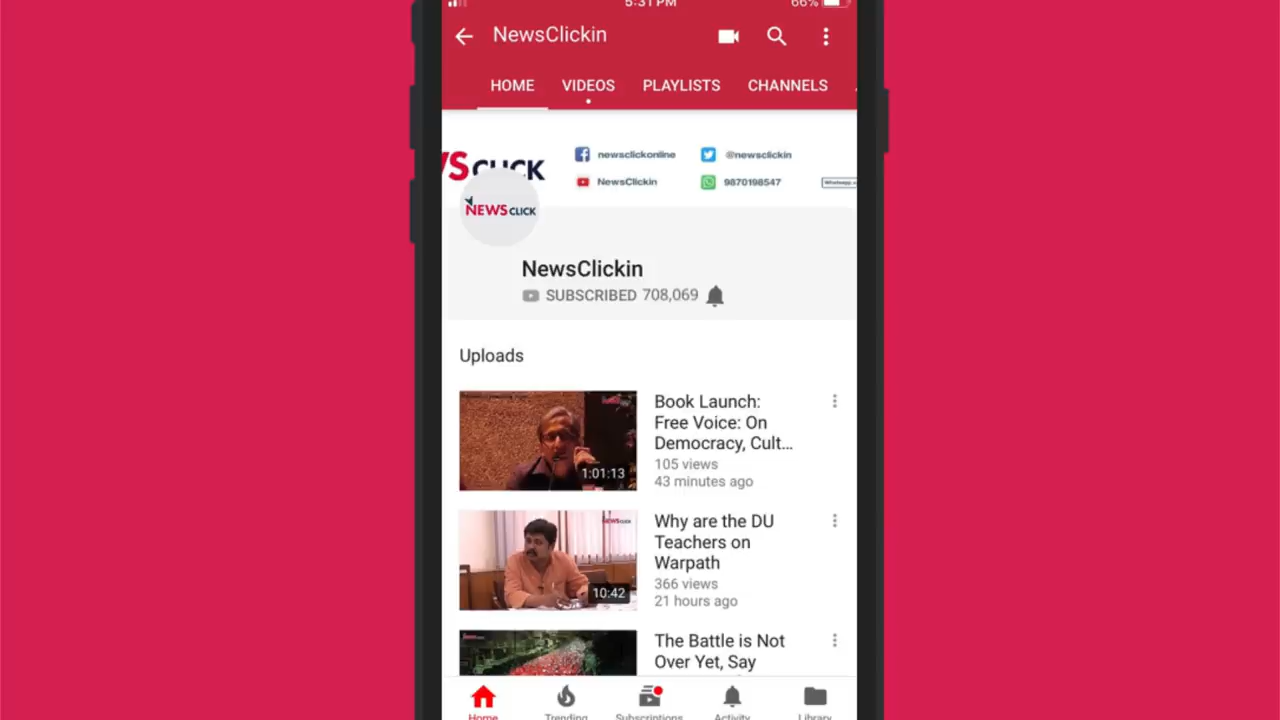 5:31 PM
66%
NewsClickin
HOME VIDEOS PLAYLISTS CHANNELS
newsclickonline @newsclickin
CLICK
NewsClickin 9870198547
NEWS CLICK
NewsClickin
SUBSCRIBED 708,069
Uploads
Book Launch:
Free Voice: On
Democracy, Cult...
105 views
43 minutes ago
1:01:13
Why are the DU
Teachers on
Warpath
366 views
21 hours ago
NEWSCLICK
10:42
The Battle is Not
Over Yet, Say
Home Trending Subscriptions Activity Library